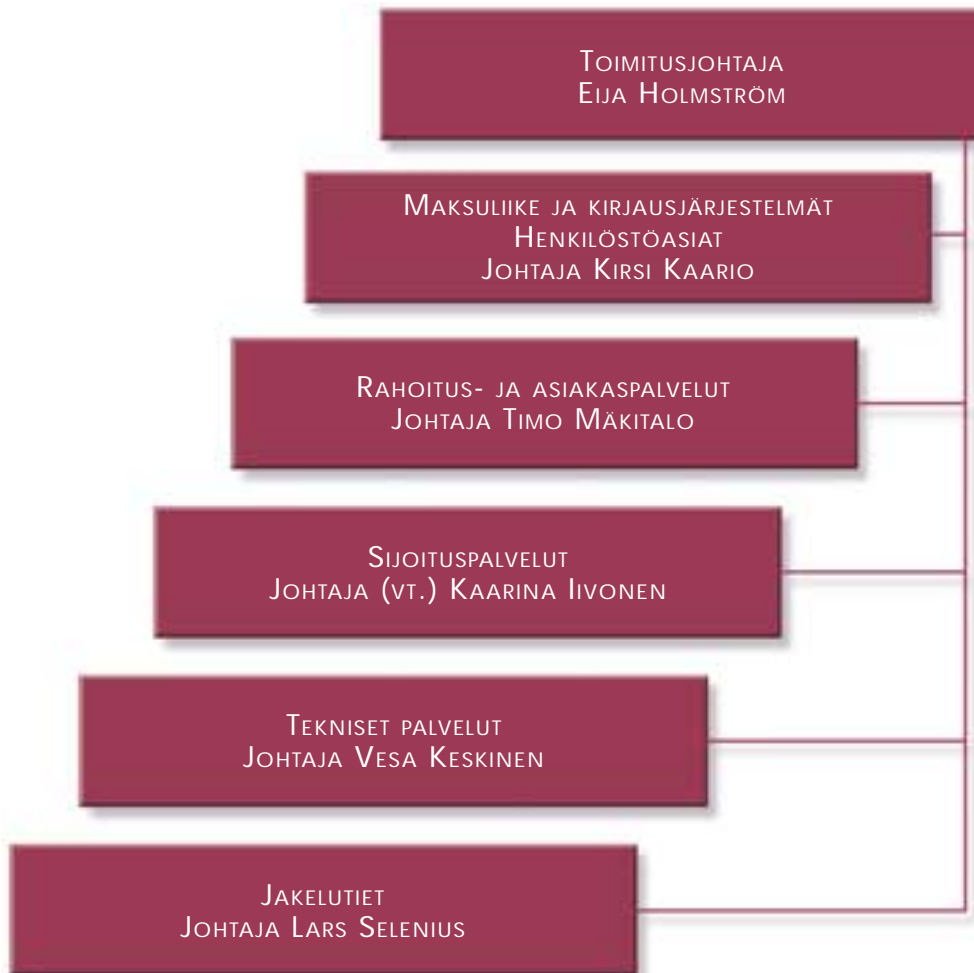 Toimitusjohtaja
Eija Holmström
Maksuliike ja kirjausjärjestelmät
Henkilöstöasiat
Johtaja Kirsi Kaario
Rahoitus- ja asiakaspalvelut
Johtaja Timo Mäkitalo
Sijoituspalvelut
Johtaja (vt.) Kaarina Iivonen
Tekniset palvelut
Johtaja Vesa Keskinen
Jakelutiet
Johtaja Lars Selenius